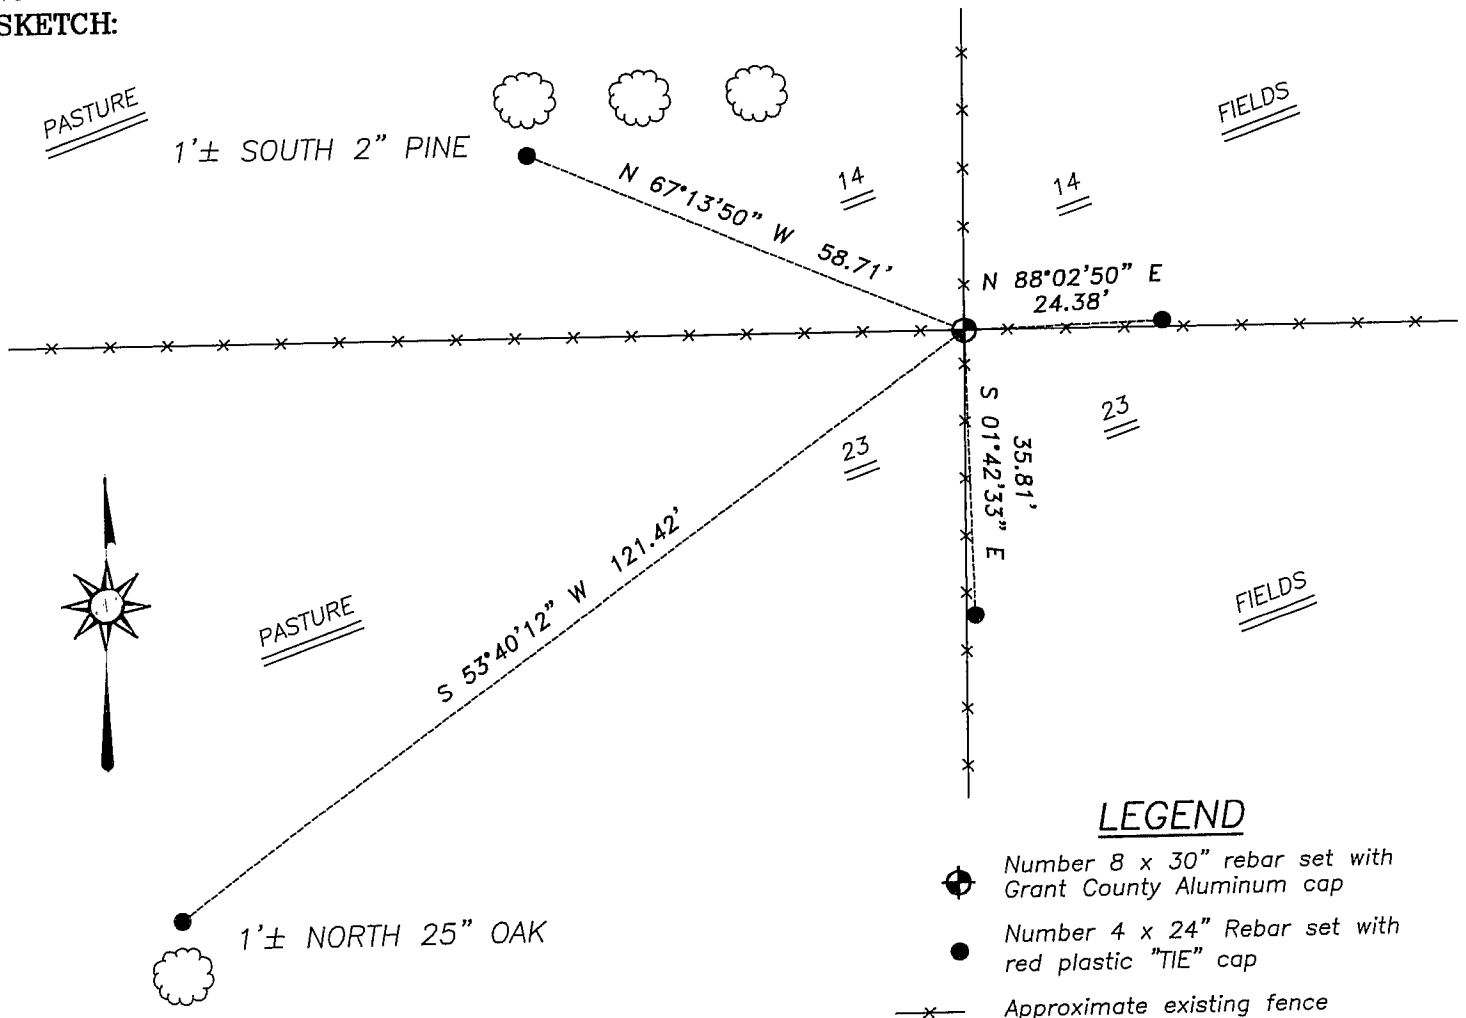 SKETCH:
PASTURE
FIELDS
1'± SOUTH 2" PINE
N 67°13'50" W 58.71'
14
14
N 88°02'50" E
24.38'
23
23
S 01°42'33" E
35.81'
S 53°40'12" W 121.42'
PASTURE
FIELDS
1'± NORTH 25" OAK
LEGEND
Number 8 x 30" rebar set with
Grant County Aluminum cap
Number 4 x 24" Rebar set with
red plastic "TIE" cap
Approximate existing fence